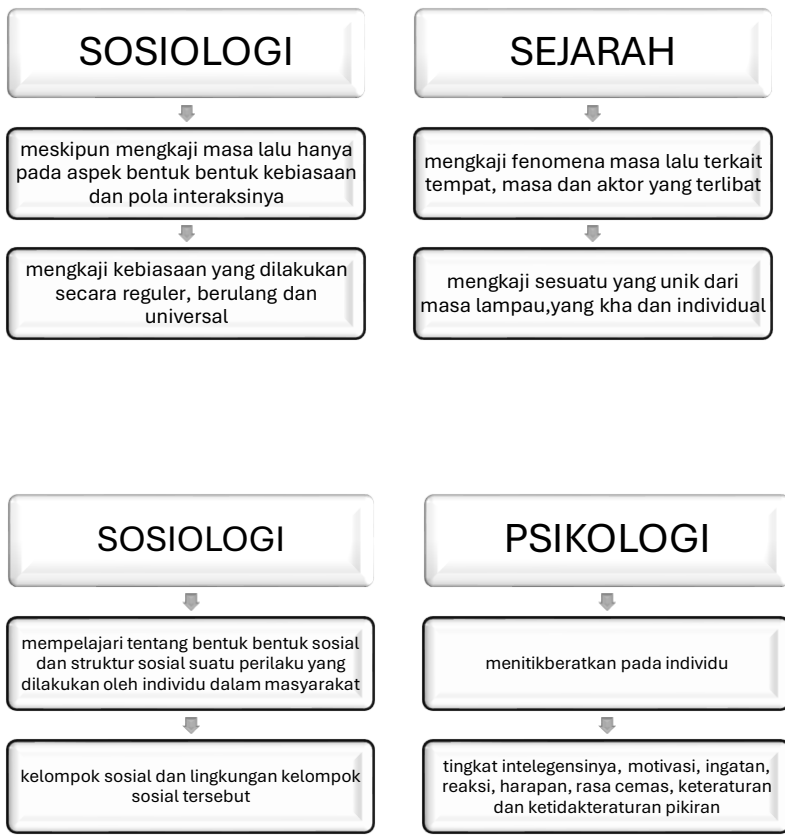 SOSIOLOGI
meskipun mengkaji masa lalu hanya
pada aspek bentuk bentuk kebiasaan
dan pola interaksinya
mengkaji kebiasaan yang dilakukan
secara reguler, berulang dan
universal
SEJARAH
mengkaji fenomena masa lalu terkait
tempat, masa dan aktor yang terlibat
mengkaji sesuatu yang unik dari
masa lampau,yang kha dan individual
SOSIOLOGI
mempelajari tentang bentuk bentuk sosial
dan struktur sosial suatu perilaku yang
dilakukan oleh individu dalam masyarakat
kelompok sosial dan lingkungan kelompok
sosial tersebut
PSIKOLOGI
menitikberatkan pada individu
tingkat intelegensinya, motivasi, ingatan,
reaksi, harapan, rasa cemas, keteraturan
dan ketidakteraturan pikiran